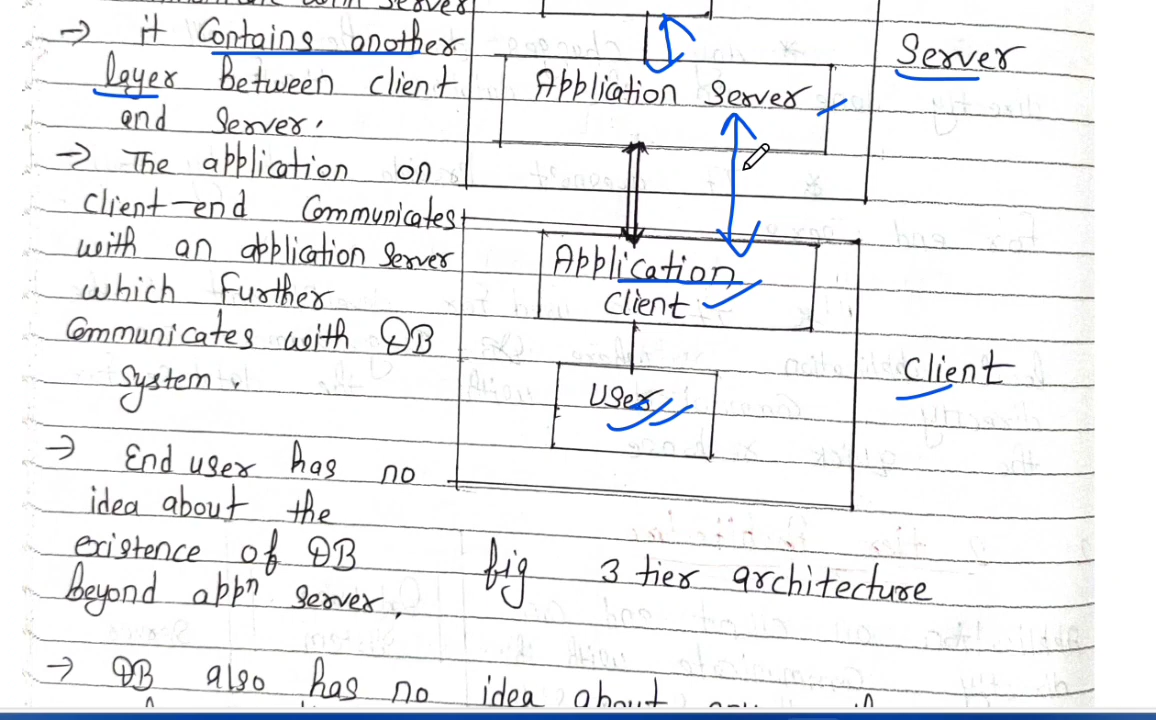 with Server
→ it Contains another
layer between client
and Server.
→ The application on
Client-end Communicates
with an application Server
which further
Communicates with DB
System.
→ End user has no
idea about the
existence of DB
beyond appⁿ Server.
→ DB also has no idea about
Application Server
Server
Application
Client
User
Client
fig 3 tier architecture